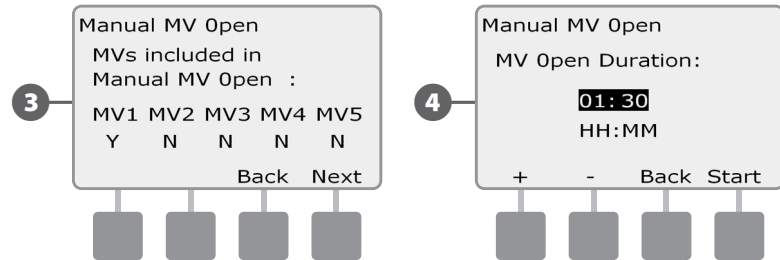 3
Manual MV Open
MVs included in
Manual MV Open :
MV1 MV2 MV3 MV4 MV5
Y N N N N
Back Next
4
Manual MV Open
MV Open Duration:
01:30
HH:MM
+ - Back Start